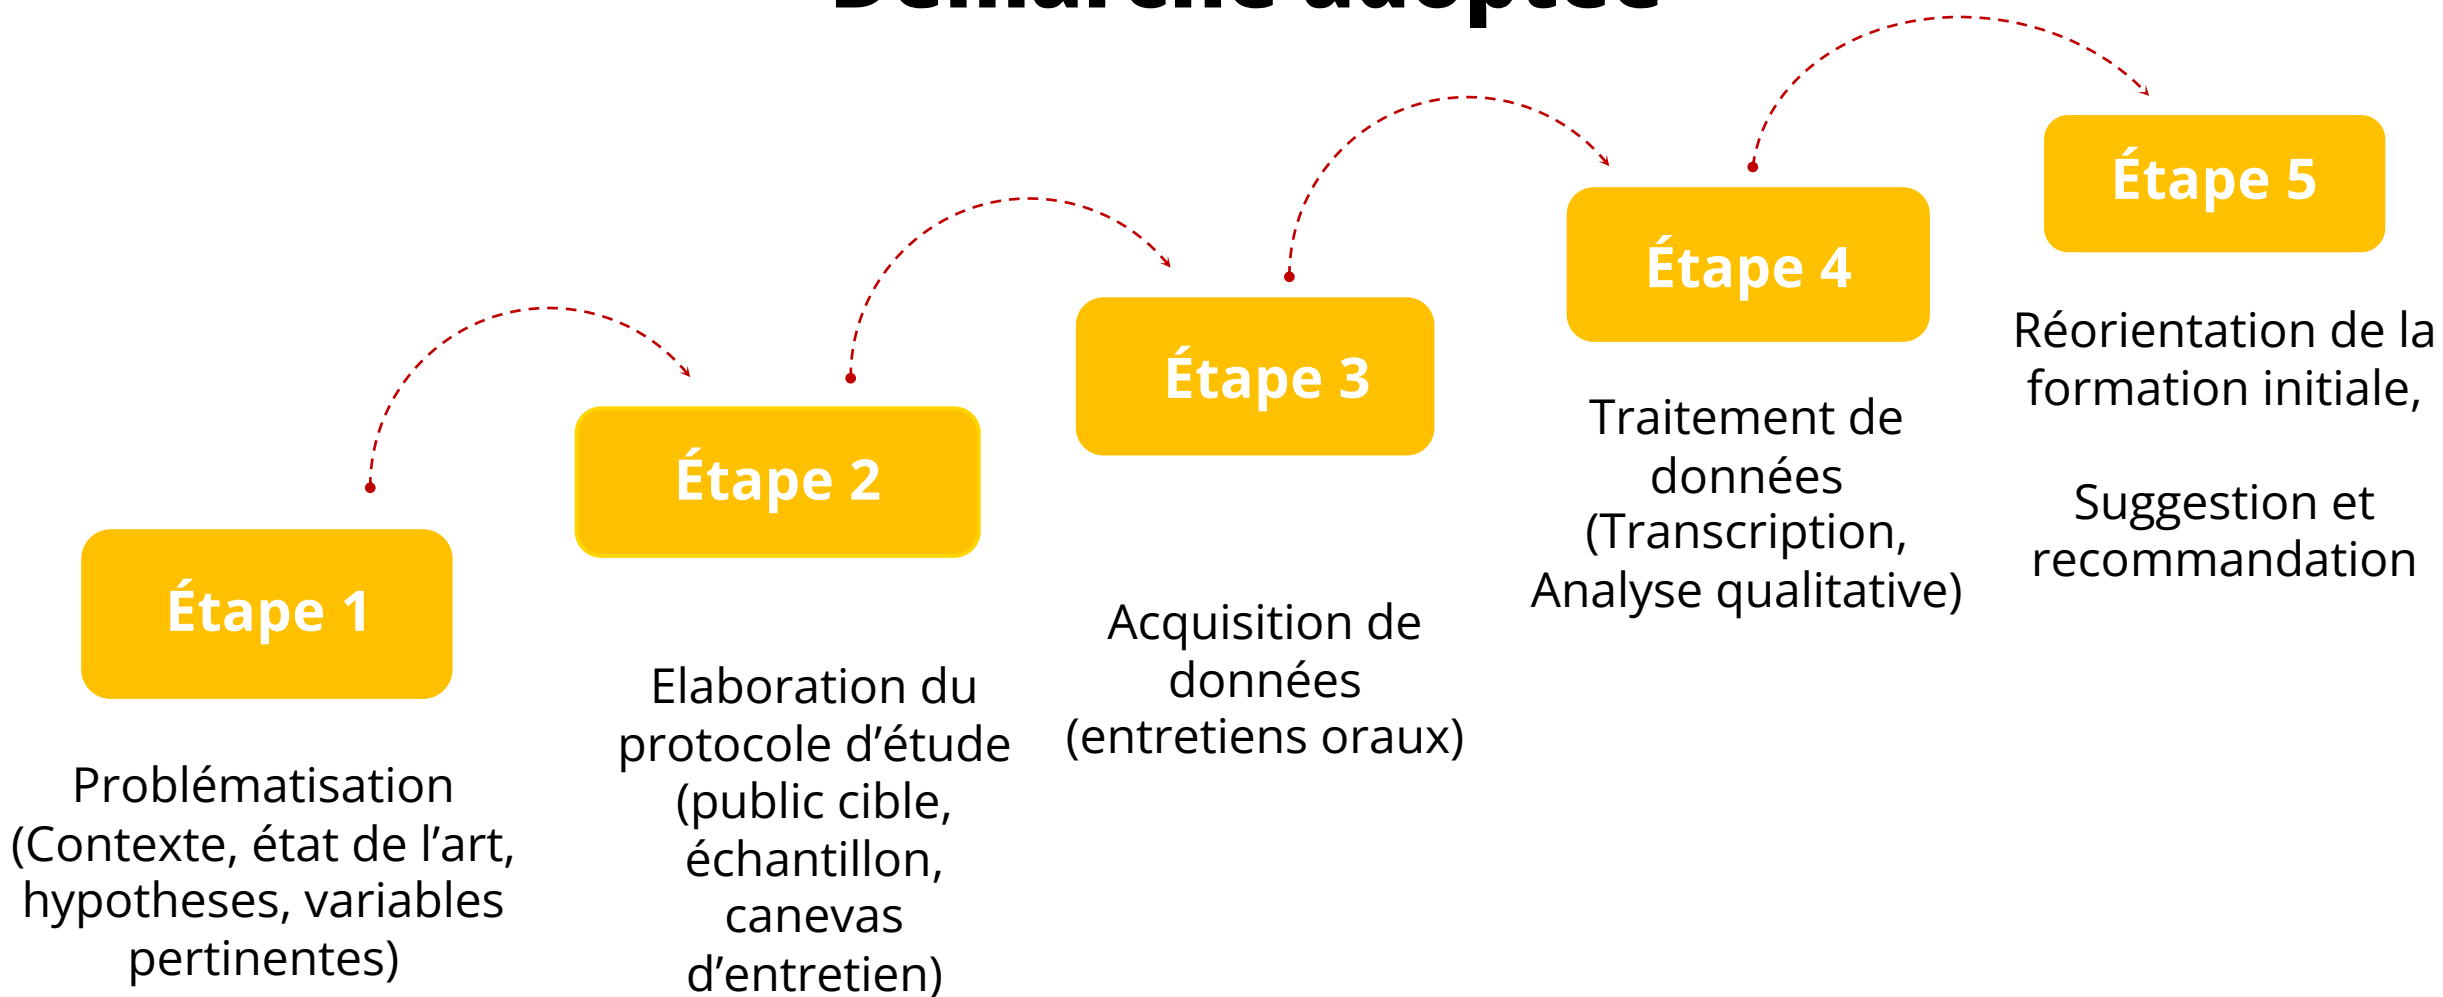 Démarche adoptée
Étape 1
Problématisation
(Contexte, état de l’art,
hypotheses, variables
pertinentes)
Étape 2
Elaboration du
protocole d’étude
(public cible,
échantillon,
canevas
d’entretien)
Étape 3
Acquisition de
données
(entretiens oraux)
Étape 4
Traitement de
données
(Transcription,
Analyse qualitative)
Étape 5
Réorientation de la
formation initiale,
Suggestion et
recommandation